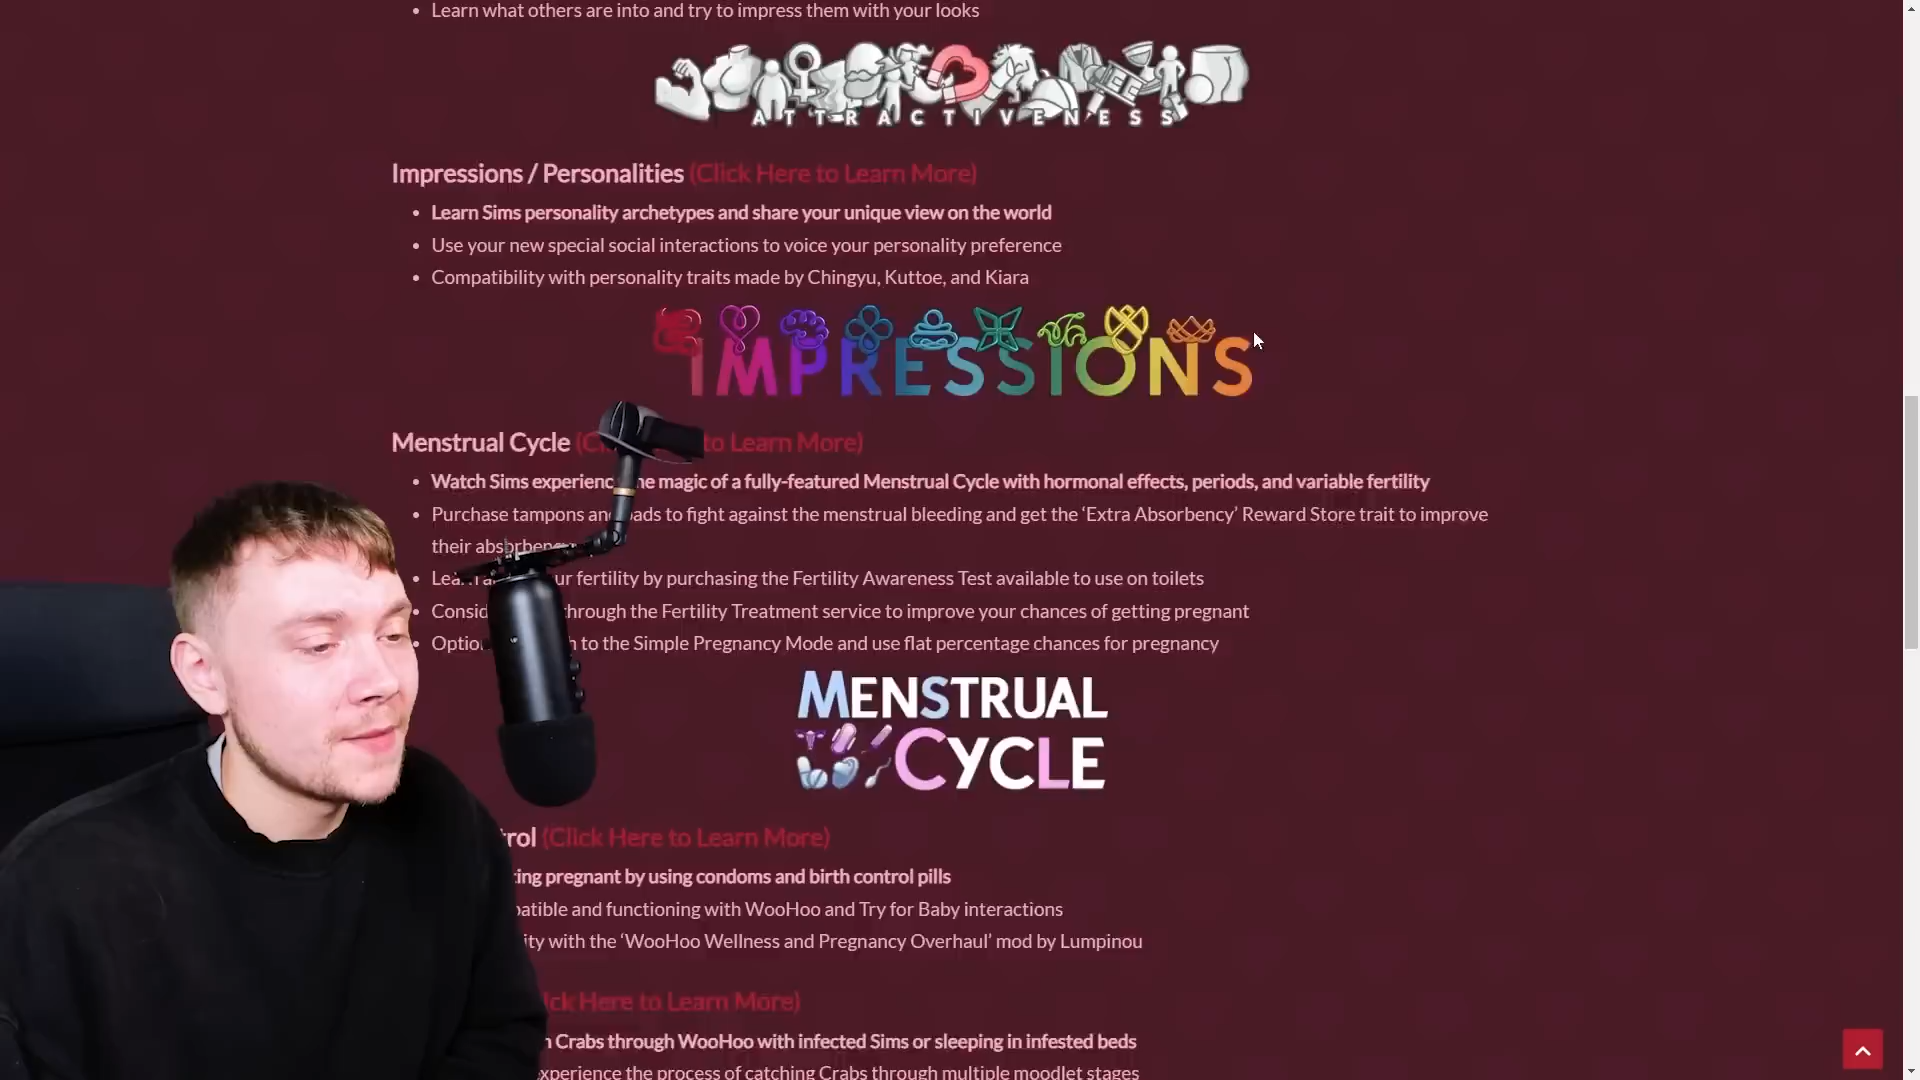 Learn what others are into and try to impress them with your looks
ATTRACTIVENESS
Impressions / Personalities (Click Here to Learn More)
Learn Sims personality archetypes and share your unique view on the world
Use your new special social interactions to voice your personality preference
Compatibility with personality traits made by Chingyu, Kuttoe, and Kiara
IMPRESSIONS
Menstrual Cycle to Learn More)
Watch Sims experienc he magic of a fully-featured Menstrual Cycle with hormonal effects, periods, and variable fertility
Purchase tampons an ads to fight against the menstrual bleeding and get the ‘Extra Absorbency’ Reward Store trait to improve
their absorbency
ur fertility by purchasing the Fertility Awareness Test available to use on toilets
Consid through the Fertility Treatment service to improve your chances of getting pregnant
Optio h to the Simple Pregnancy Mode and use flat percentage chances for pregnancy
MENSTRUAL
CYCLE
trol (Click Here to Learn More)
ting pregnant by using condoms and birth control pills
patible and functioning with WooHoo and Try for Baby interactions
ity with the ‘WooHoo Wellness and Pregnancy Overhaul’ mod by Lumpinou
ick Here to Learn More)
h Crabs through WooHoo with infected Sims or sleeping in infested beds
experience the process of catching Crabs through multiple moodlet stages